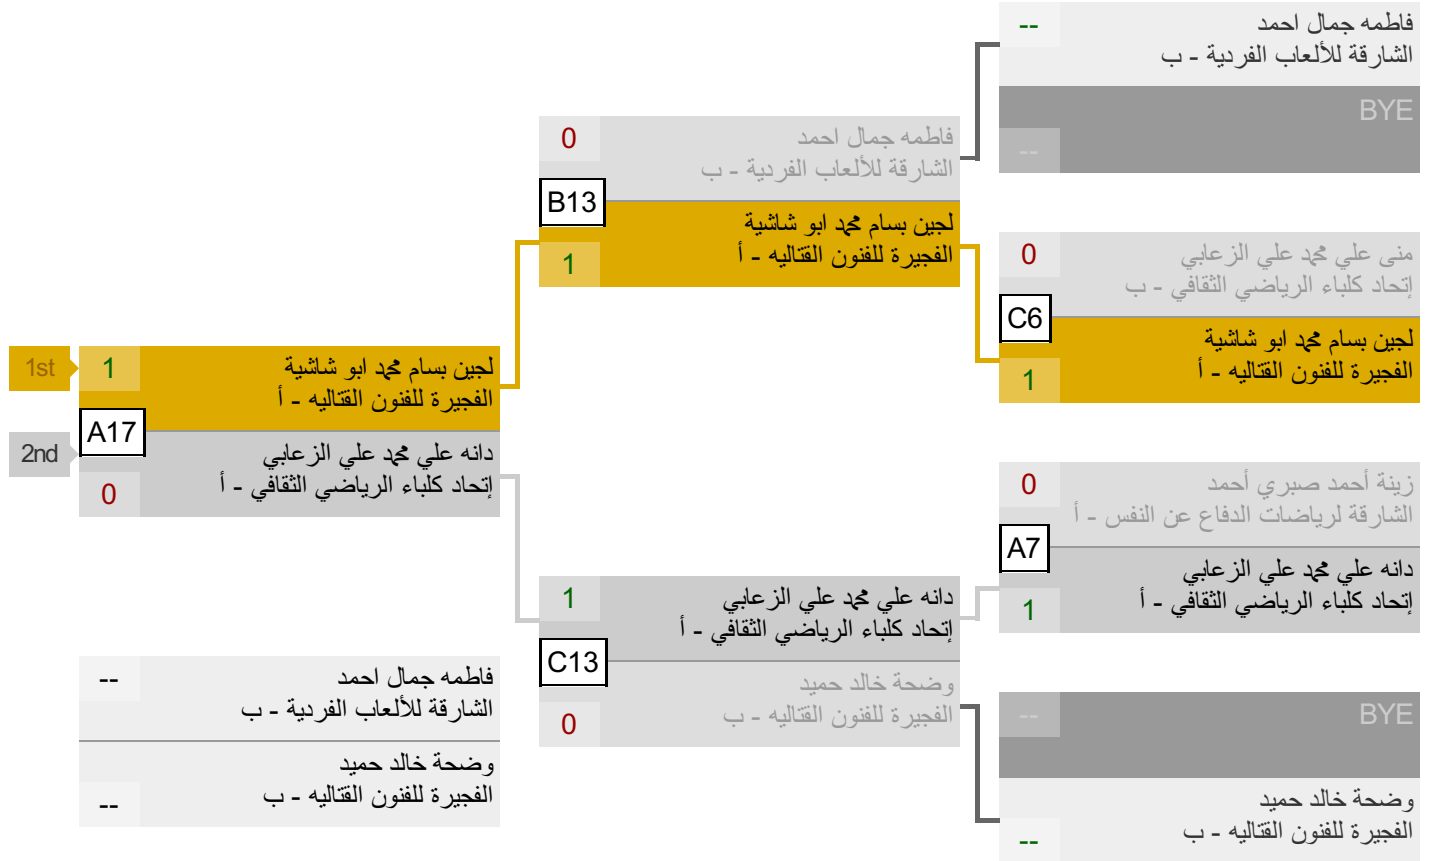 --
فاطمه جمال احمد
الشارقة للألعاب الفردية - ب
BYE
--
0
فاطمه جمال احمد
الشارقة للألعاب الفردية - ب
B13
لجين بسام محمد ابو شاشية
الفجيرة للفنون القتاليه - أ
1
0
منى علي محمد علي الزعابي
إتحاد كلباء الرياضي الثقافي - ب
C6
لجين بسام محمد ابو شاشية
الفجيرة للفنون القتاليه - أ
1
1st
1
لجين بسام محمد ابو شاشية
الفجيرة للفنون القتاليه - أ
A17
2nd
دانه علي محمد علي الزعابي
إتحاد كلباء الرياضي الثقافي - أ
0
0
زينة أحمد صبري أحمد
الشارقة لرياضات الدفاع عن النفس - أ
A7
دانه علي محمد علي الزعابي
إتحاد كلباء الرياضي الثقافي - أ
1
1
دانه علي محمد علي الزعابي
إتحاد كلباء الرياضي الثقافي - أ
C13
وضحة خالد حميد
الفجيرة للفنون القتاليه - ب
0
--
فاطمه جمال احمد
الشارقة للألعاب الفردية - ب
وضحة خالد حميد
الفجيرة للفنون القتاليه - ب
--
--
BYE
وضحة خالد حميد
الفجيرة للفنون القتاليه - ب
--